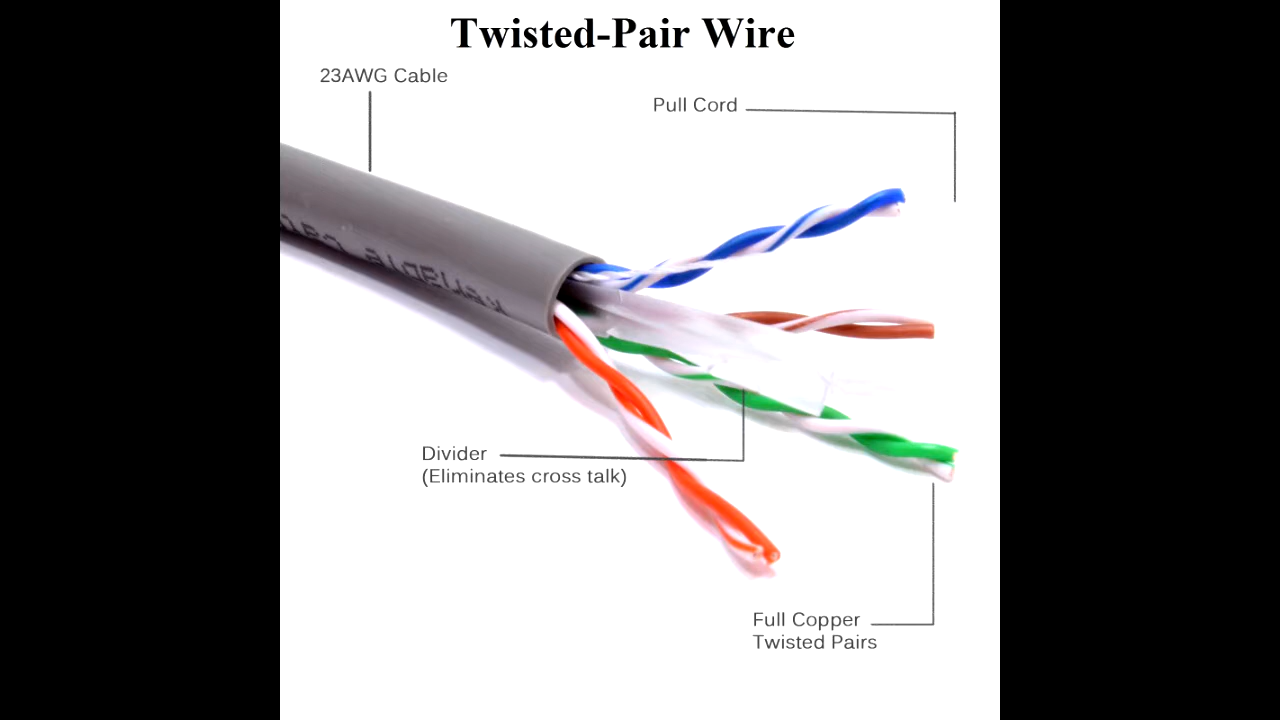 Twisted-Pair Wire
23AWG Cable
Pull Cord
Divider
(Eliminates cross talk)
Full Copper
Twisted Pairs